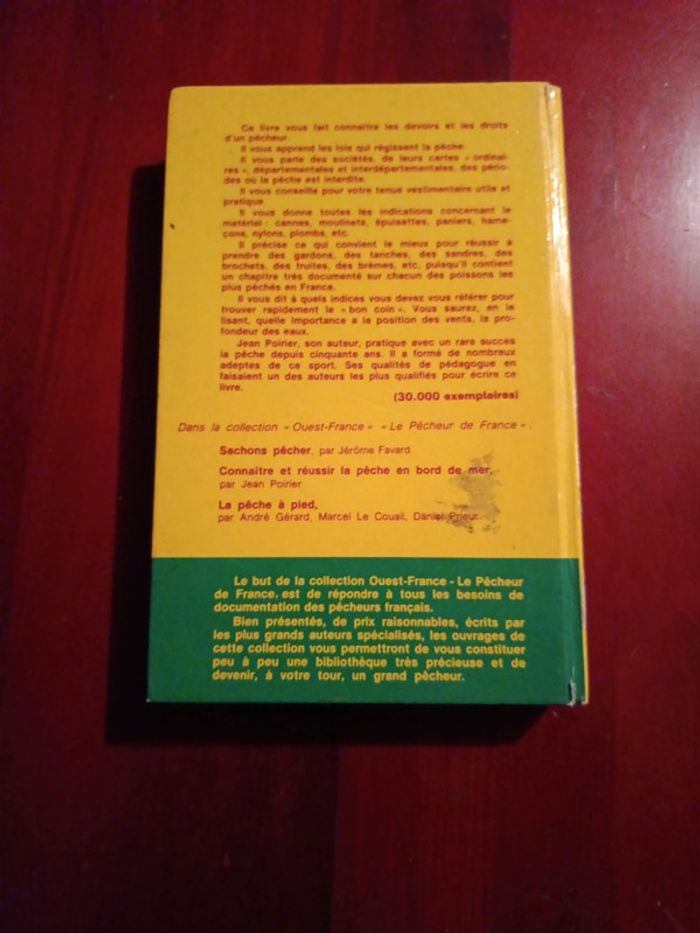 Ce livre vous fait connaître les devoirs et les droits
d'un pêcheur.
Il vous apprend les lois qui régissent la pêche.
Il vous parle des sociétés, de leurs cartes « ordinai-
res », départementales et interdépartementales, des pério-
des où la pêche est interdite.
Il vous conseille pour votre tenue vestimentaire utile et
pratique.
Il vous donne toutes les indications concernant le
matériel : cannes, moulinets, épuisettes, paniers, hame-
çons, nylons, plombs, etc.
Il précise ce qui convient le mieux pour réussir à
prendre des gardons, des tanches, des sandres, des
brochets, des truites, des brèmes, etc, puisqu'il contient
un chapitre très documenté sur chacun des poissons les
plus pêchés en France.
Il vous dit à quels indices vous devez vous référer pour
trouver rapidement le « bon coin ». Vous saurez, en le
lisant, quelle importance a la position des vents, la pro-
fondeur des eaux.
Jean Poirier, son auteur, pratique avec un rare succès
la pêche depuis cinquante ans. Il a formé de nombreux
adeptes de ce sport. Ses qualités de pédagogue en
faisaient un des auteurs les plus qualifiés pour écrire ce
livre.
(30.000 exemplaires)
Dans la collection « Ouest-France » « Le Pêcheur de France » :
Sachons pêcher, par Jérôme Favard
Connaître et réussir la pêche en bord de mer,
par Jean Poirier
La pêche à pied,
par André Gérard, Marcel Le Couail, Daniel Prieur.
Le but de la collection Ouest-France - Le Pêcheur
de France, est de répondre à tous les besoins de
documentation des pêcheurs français.
Bien présentés, de prix raisonnables, écrits par
les plus grands auteurs spécialisés, les ouvrages de
cette collection vous permettront de vous constituer
peu à peu une bibliothèque très précieuse et de
devenir, à votre tour, un grand pêcheur.